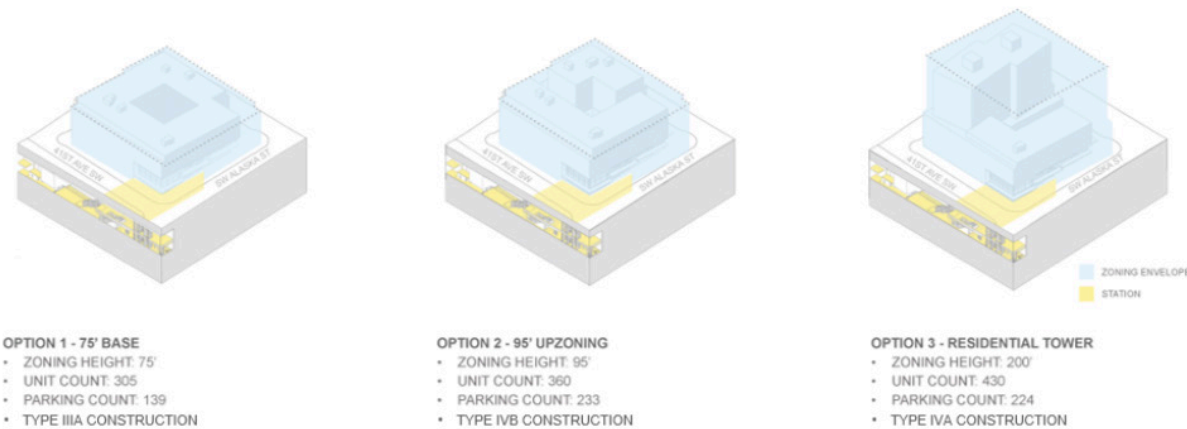 41ST AVE SW
SW ALASKA ST
41ST AVE SW
SW ALASKA ST
41ST AVE SW
SW ALASKA ST
ZONING ENVELOPE
STATION
OPTION 1 - 75' BASE
• ZONING HEIGHT: 75'
• UNIT COUNT: 305
• PARKING COUNT: 139
• TYPE IIIA CONSTRUCTION
OPTION 2 - 95' UPZONING
• ZONING HEIGHT: 95'
• UNIT COUNT: 360
• PARKING COUNT: 233
• TYPE IVB CONSTRUCTION
OPTION 3 - RESIDENTIAL TOWER
• ZONING HEIGHT: 200'
• UNIT COUNT: 430
• PARKING COUNT: 224
• TYPE IVA CONSTRUCTION